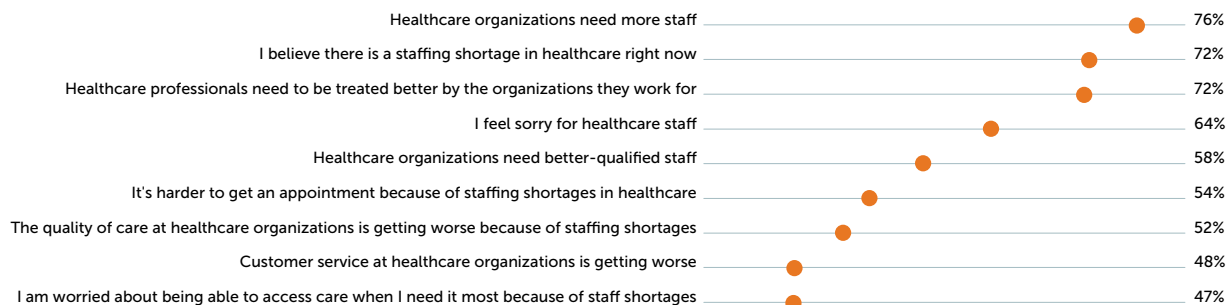 Healthcare organizations need more staff 76%
I believe there is a staffing shortage in healthcare right now 72%
Healthcare professionals need to be treated better by the organizations they work for 72%
I feel sorry for healthcare staff 64%
Healthcare organizations need better-qualified staff 58%
It's harder to get an appointment because of staffing shortages in healthcare 54%
The quality of care at healthcare organizations is getting worse because of staffing shortages 52%
Customer service at healthcare organizations is getting worse 48%
I am worried about being able to access care when I need it most because of staff shortages 47%